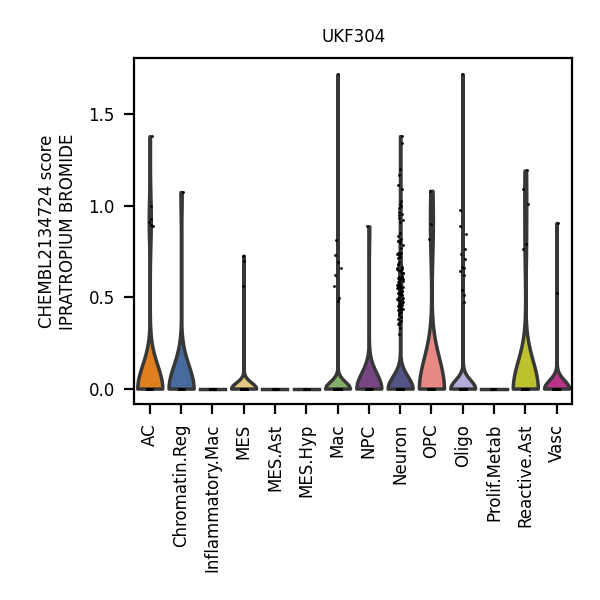 UKF304
CHEMBL2134724 score
IPRATROPIUM BROMIDE
1.5
1.0
0.5
0.0
AC
Chromatin.Reg
Inflammatory.Mac
MES
MES.Ast
MES.Hyp
Mac
NPC
Neuron
OPC
Oligo
Prolif.Metab
Reactive.Ast
Vasc